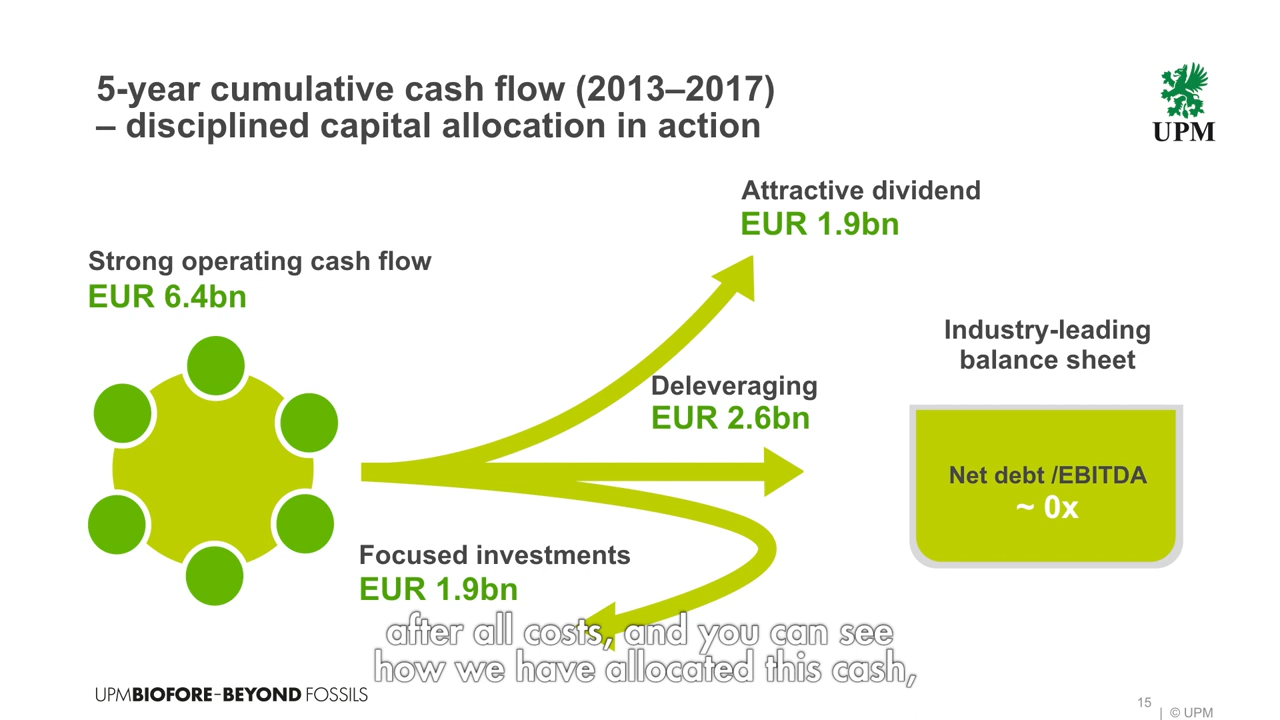 5-year cumulative cash flow (2013–2017)
– disciplined capital allocation in action
UPM
Attractive dividend
EUR 1.9bn
Strong operating cash flow
EUR 6.4bn
Industry-leading
balance sheet
Deleveraging
EUR 2.6bn
Net debt /EBITDA
~ 0x
Focused investments
EUR 1.9bn
after all costs, and you can see
how we have allocated this cash,
UPMBIOFORE–BEYOND FOSSILS
15 | © UPM